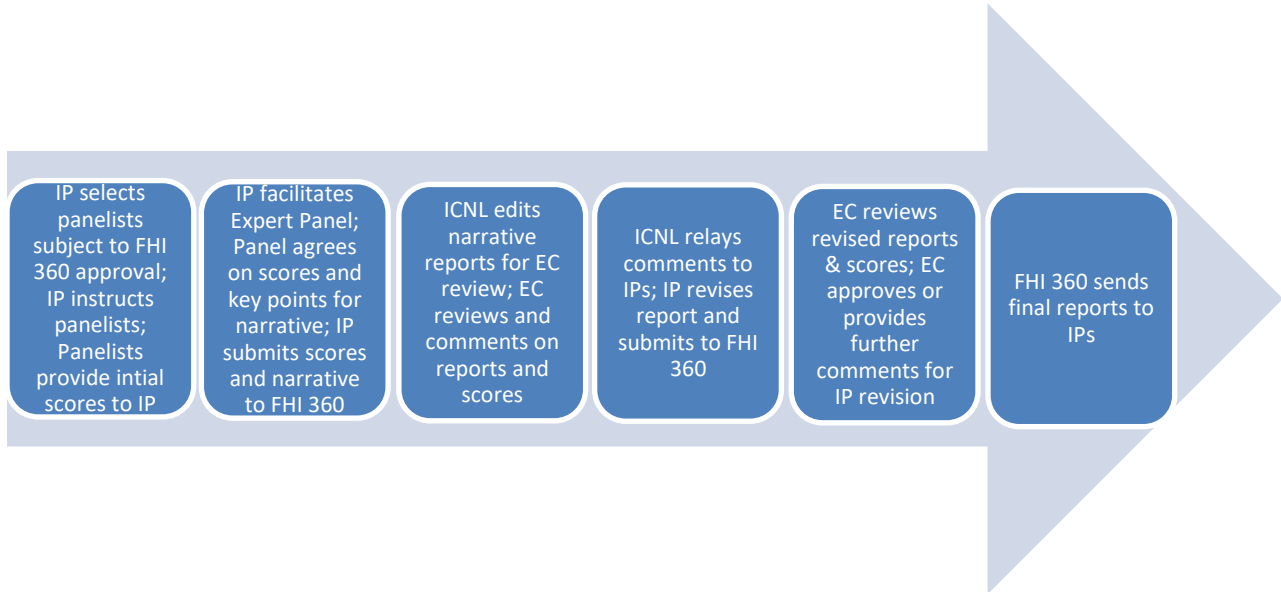 IP selects
panelists
subject to FHI
360 approval;
IP instructs
panelists;
Panelists
provide intial
scores to IP
IP facilitates
Expert Panel;
Panel agrees
on scores and
key points for
narrative; IP
submits scores
and narrative
to FHI 360
ICNL edits
narrative
reports for EC
review; EC
reviews and
comments on
reports and
scores
ICNL relays
comments to
IPs; IP revises
report and
submits to FHI
360
EC reviews
revised reports
& scores; EC
approves or
provides
further
comments for
IP revision
FHI 360 sends
final reports to
IPs